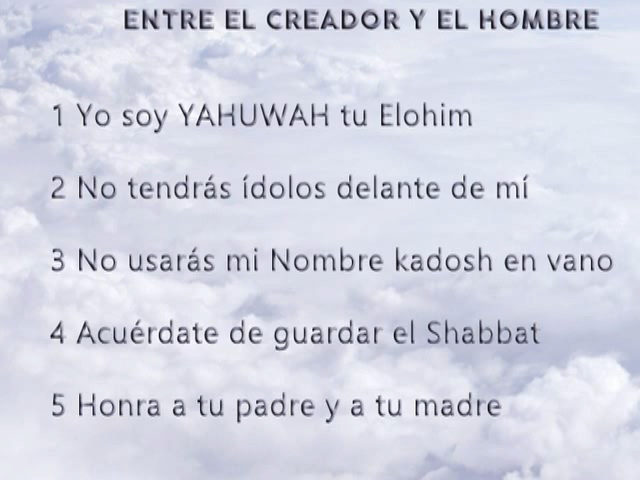 ENTRE EL CREADOR Y EL HOMBRE
1 Yo soy YAHUWAH tu Elohim
2 No tendrás ídolos delante de mí
3 No usarás mi Nombre kadosh en vano
4 Acuérdate de guardar el Shabbat
5 Honra a tu padre y a tu madre